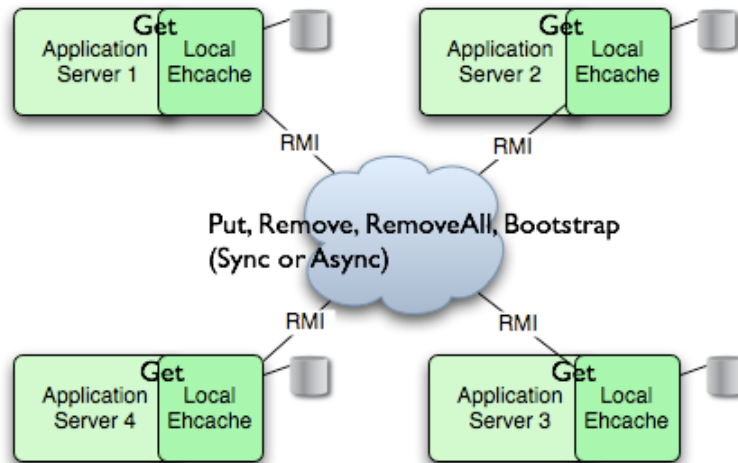 Get
Get
Application
Server 1
Local
Ehcache
Application
Server 2
Local
Ehcache
RMI
RMI
Put, Remove, RemoveAll, Bootstrap
(Sync or Async)
RMI
RMI
Get
Get
Application
Server 4
Local
Ehcache
Application
Server 3
Local
Ehcache